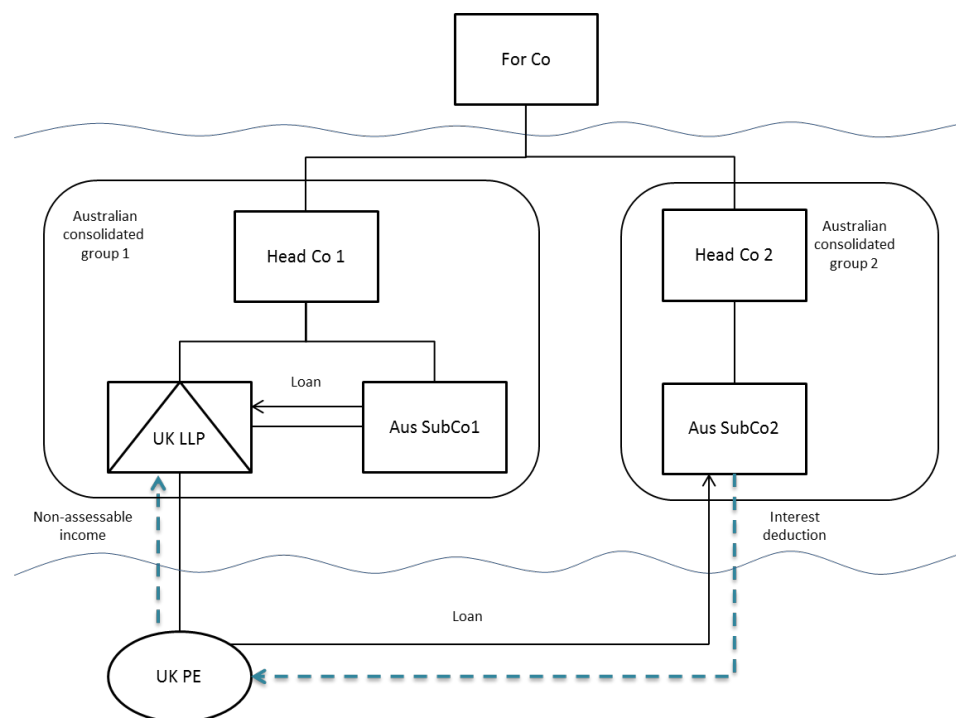 For Co
Australian
consolidated
group 1
Head Co 1
Head Co 2
Australian
consolidated
group 2
Loan
UK LLP
Aus SubCo1
Aus SubCo2
Non-assessable
income
Interest
deduction
Loan
UK PE